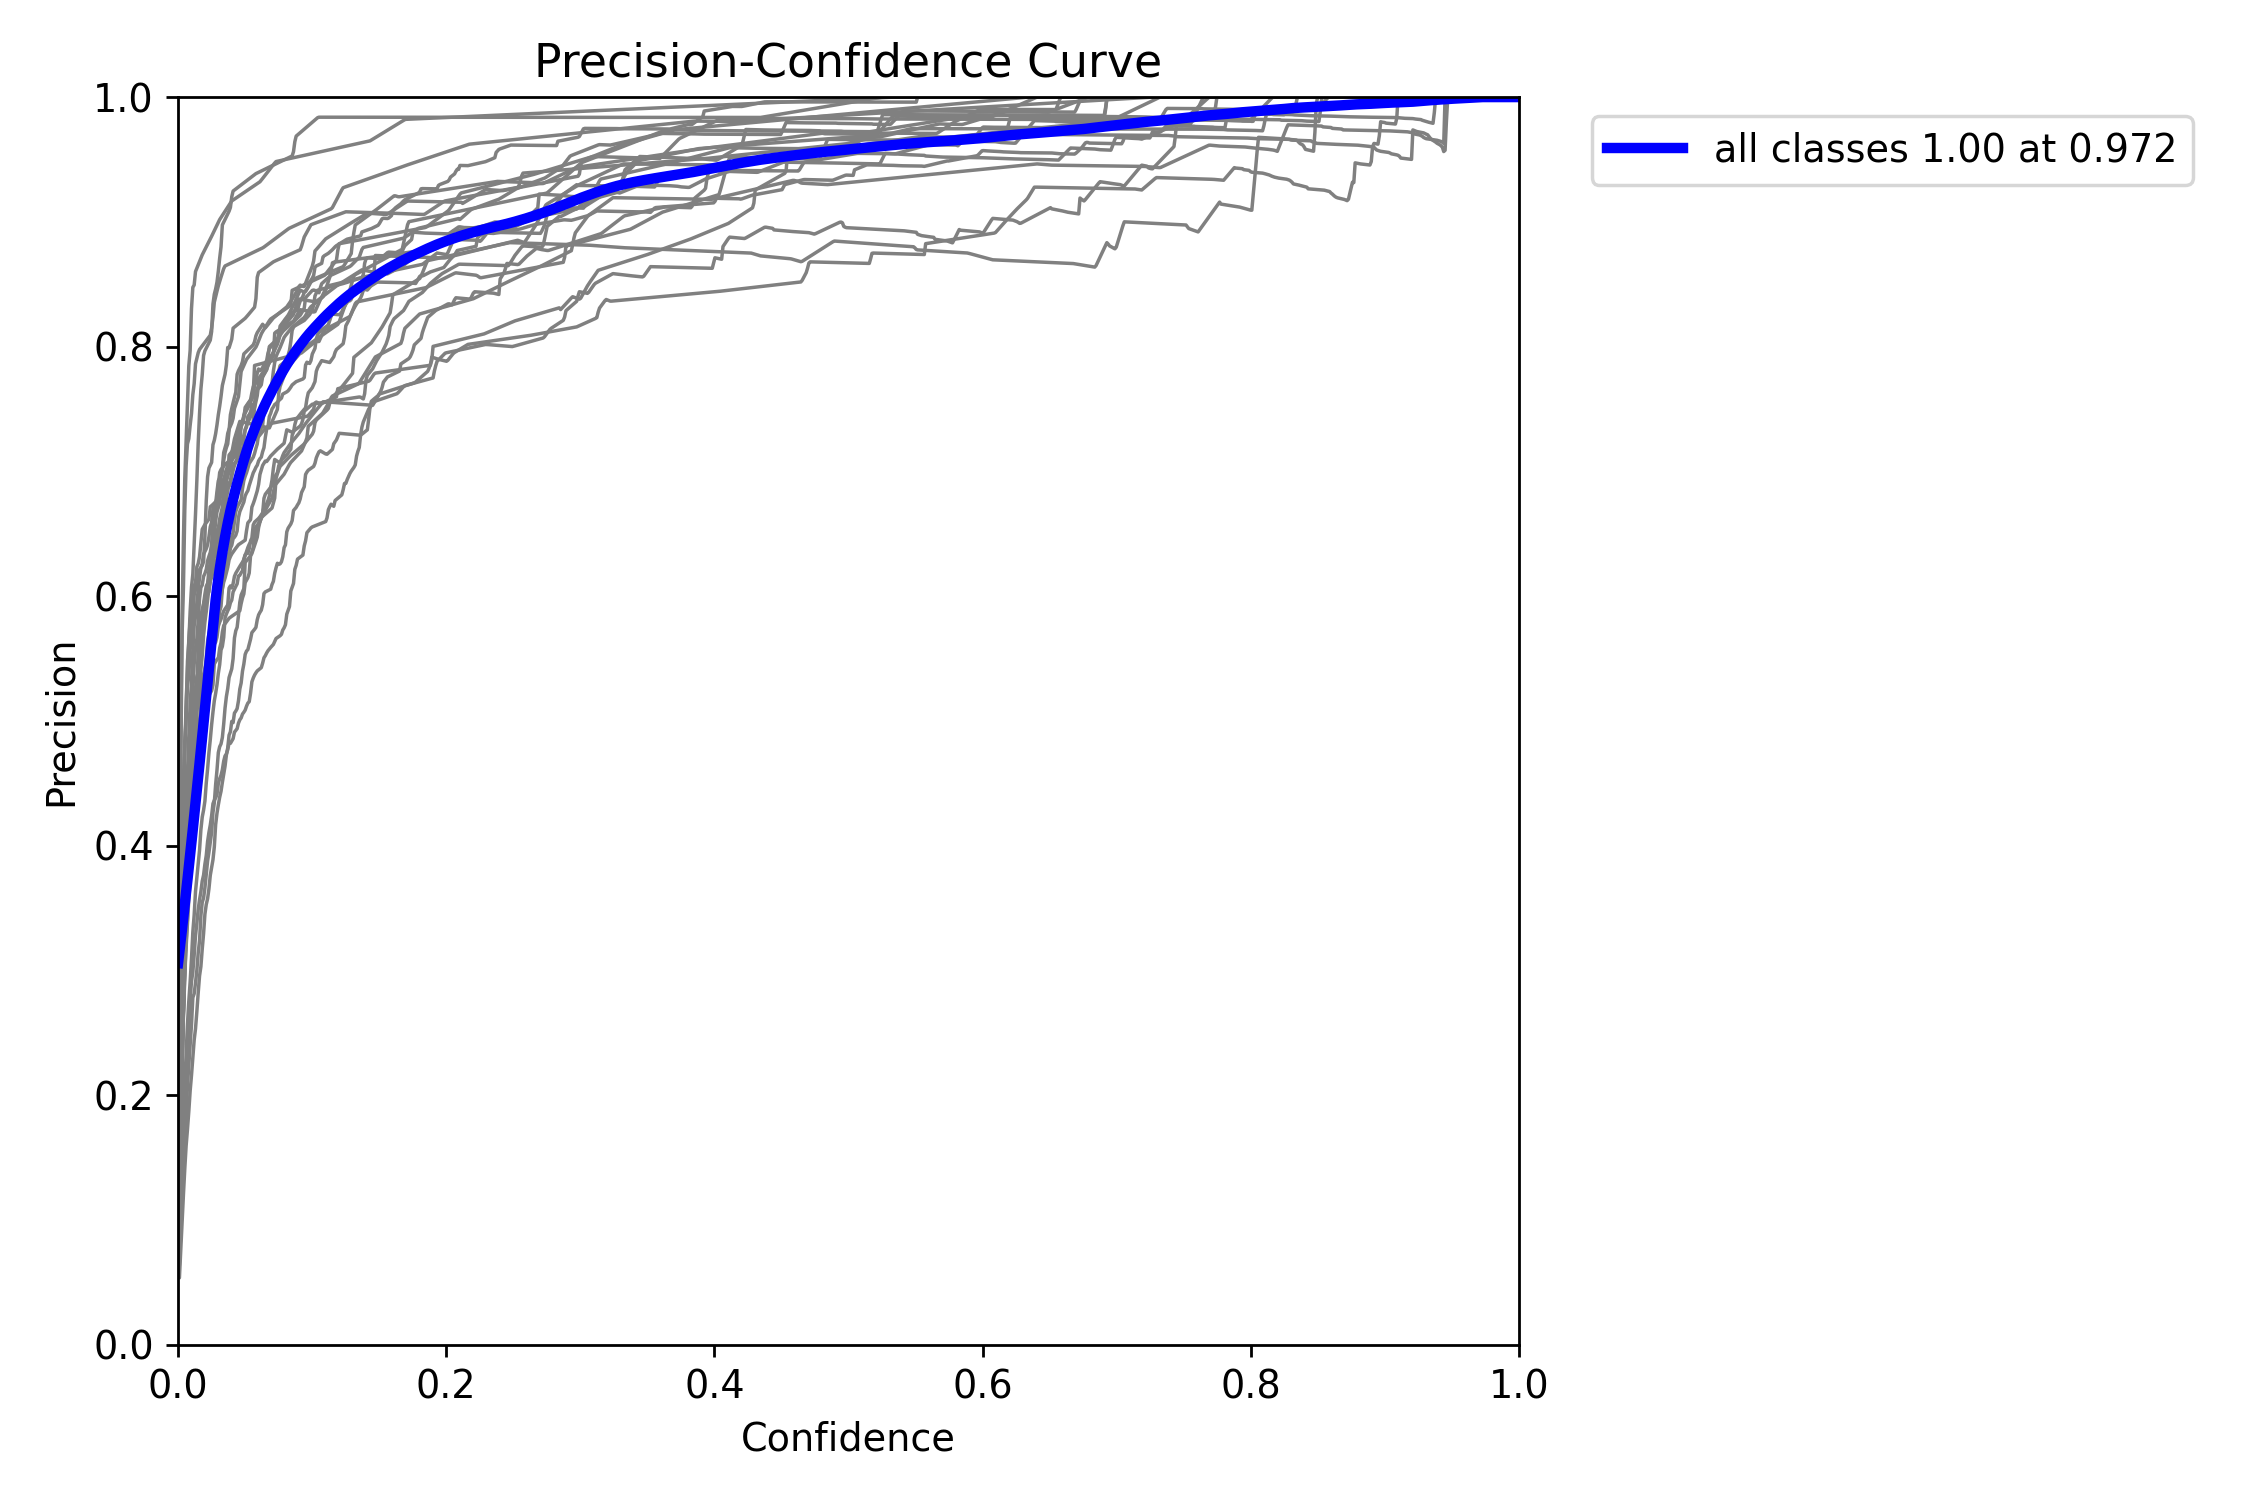 Precision-Confidence Curve
1.0
0.8
0.6
0.4
0.2
0.0
Precision
0.0 0.2 0.4 0.6 0.8 1.0
Confidence
all classes 1.00 at 0.972